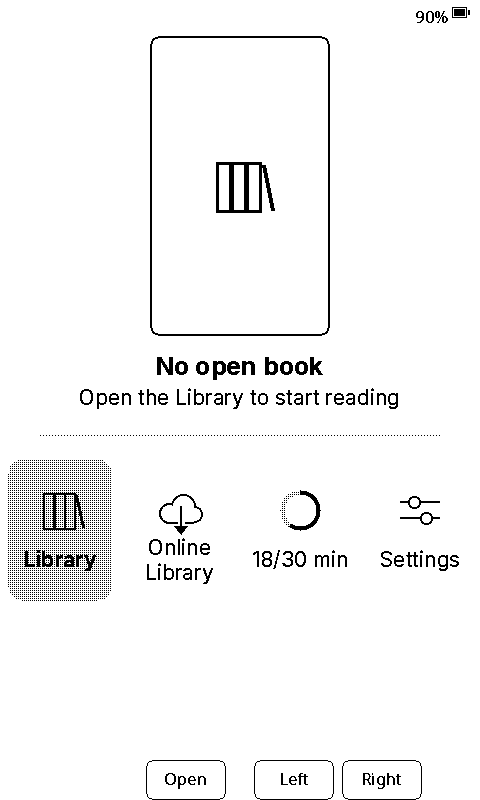 90%
No open book
Open the Library to start reading
Library
Online
Library
18/30 min
Settings
Open
Left
Right